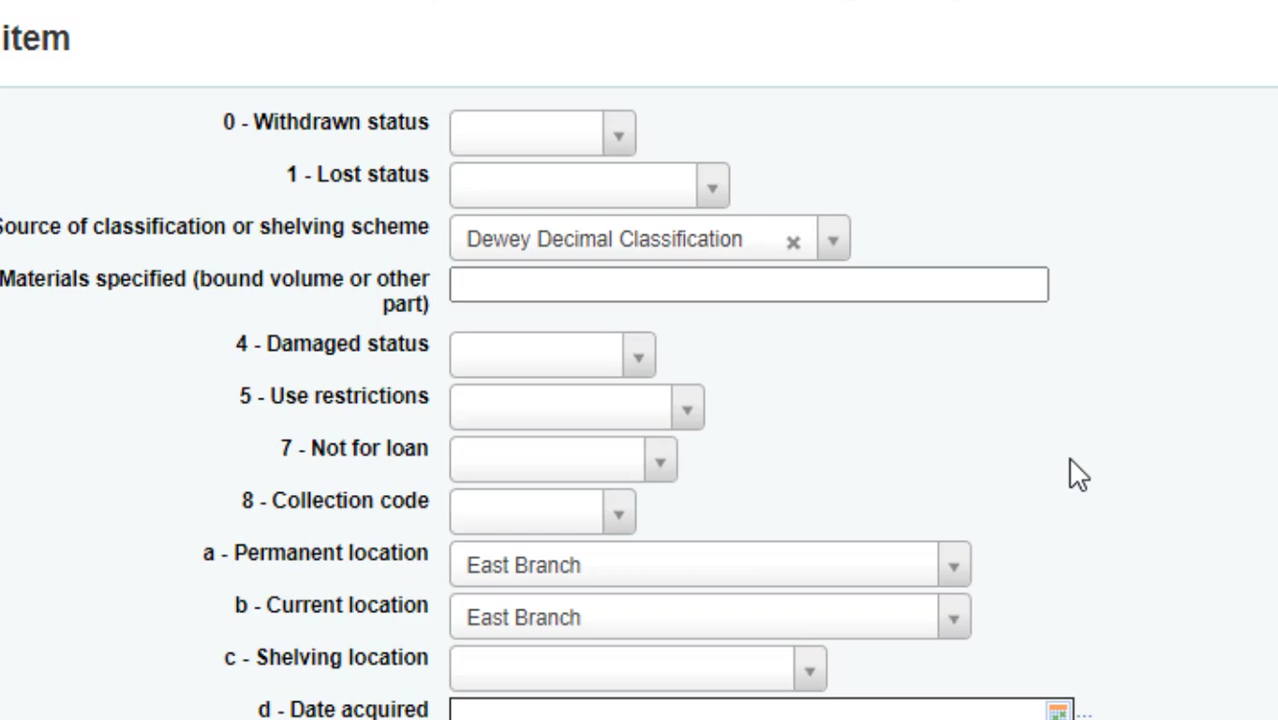 item
0 - Withdrawn status
1 - Lost status
Source of classification or shelving scheme
Dewey Decimal Classification
Materials specified (bound volume or other
part)
4 - Damaged status
5 - Use restrictions
7 - Not for loan
8 - Collection code
a - Permanent location
East Branch
b - Current location
East Branch
c - Shelving location
d - Date acquired
...